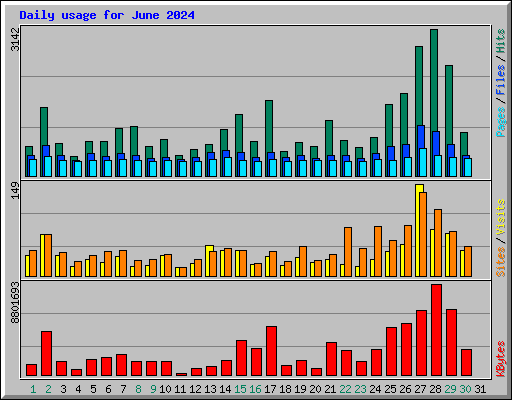 Daily usage for June 2024
3142
Pages / Files / Hits
149
Sites / Visits
8801693
KBytes
1 2 3 4 5 6 7 8 9 10 11 12 13 14 15 16 17 18 19 20 21 22 23 24 25 26 27 28 29 30 31